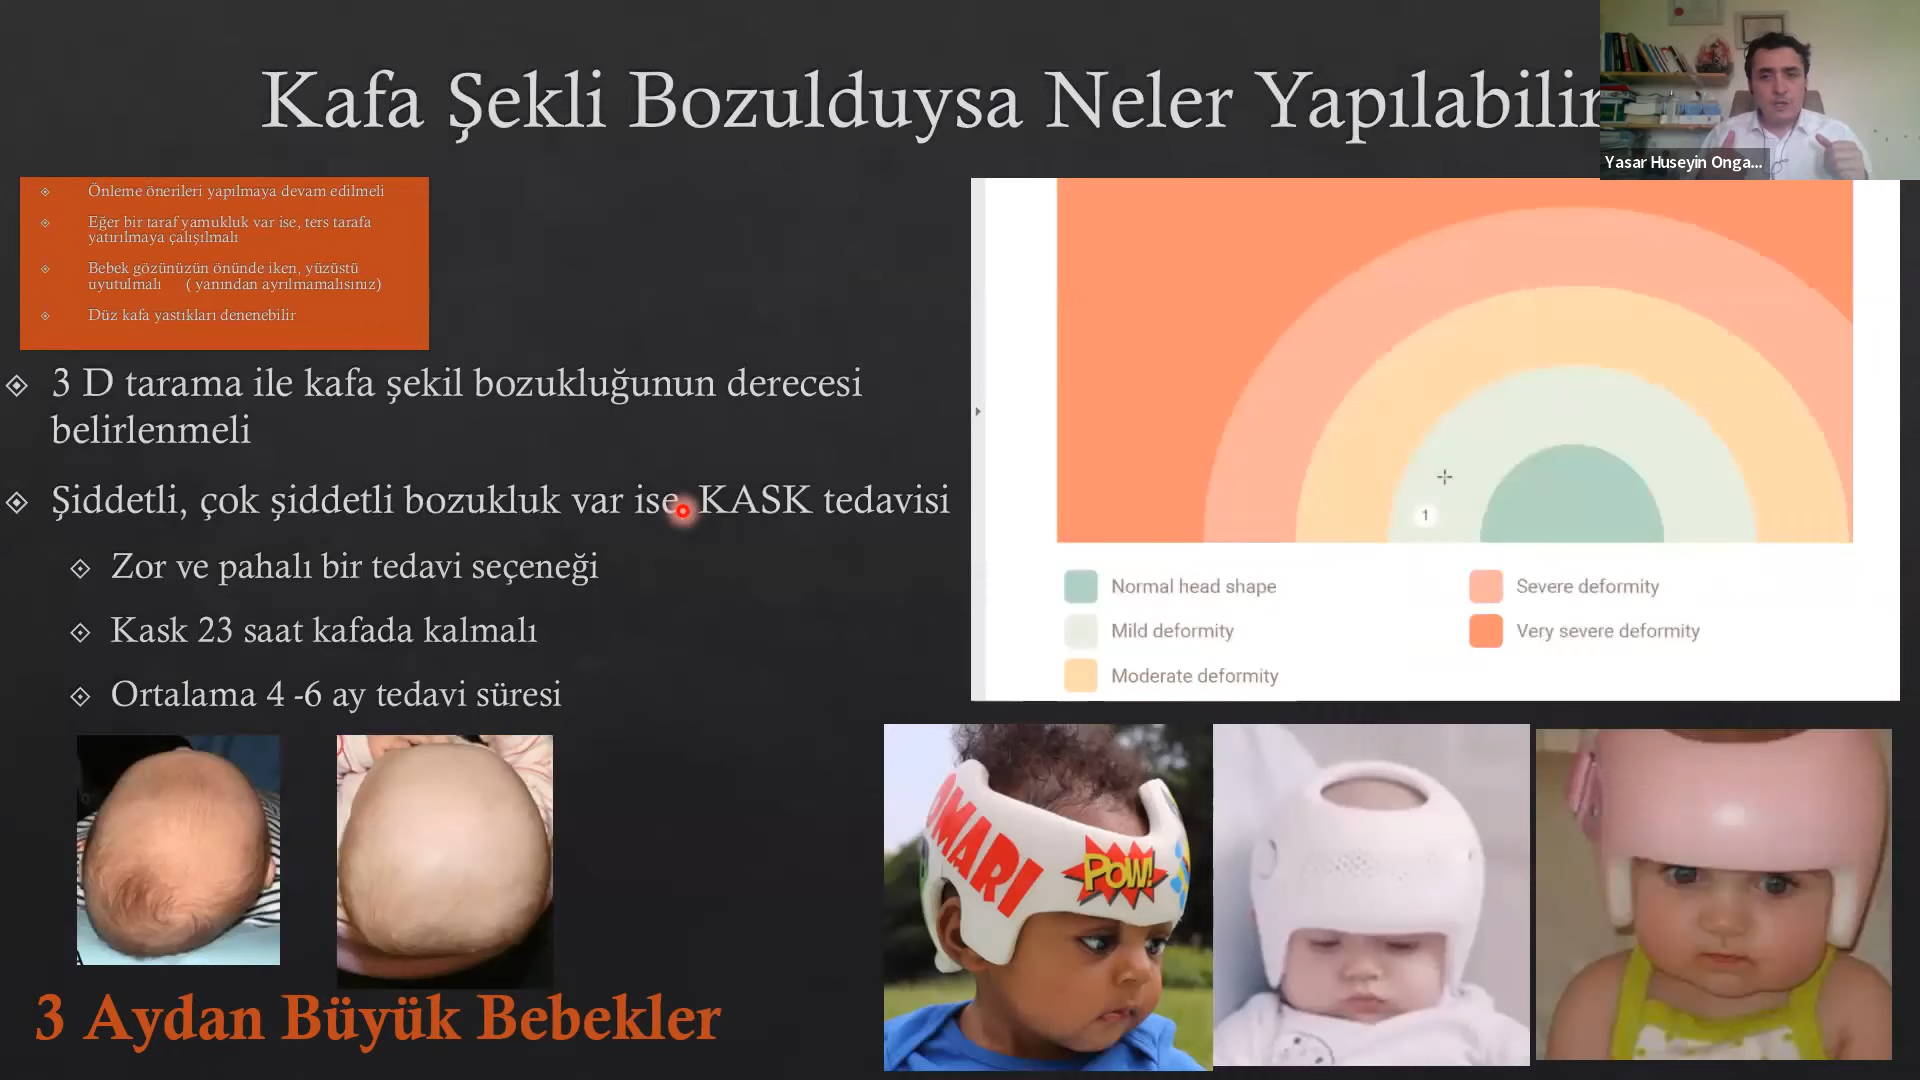 Kafa Şekli Bozulduysa Neler Yapılabilir
Yasar Huseyin Onga...
Önleme önerileri yapılmaya devam edilmeli
Eğer bir taraf yamukluk var ise, ters tarafa
yatırılmaya çalışılmalı
Bebek gözünüzün önünde iken, yüzüstü
uyutulmalı ( yanından ayrılmamalısınız)
Düz kafa yastıkları denenebilir
3 D tarama ile kafa şekil bozukluğunun derecesi
belirlenmeli
Şiddetli, çok şiddetli bozukluk var ise, KASK tedavisi
Zor ve pahalı bir tedavi seçeneği
Kask 23 saat kafada kalmalı
Ortalama 4 -6 ay tedavi süresi
1
Normal head shape
Mild deformity
Moderate deformity
Severe deformity
Very severe deformity
OMARI
POW!
3 Aydan Büyük Bebekler